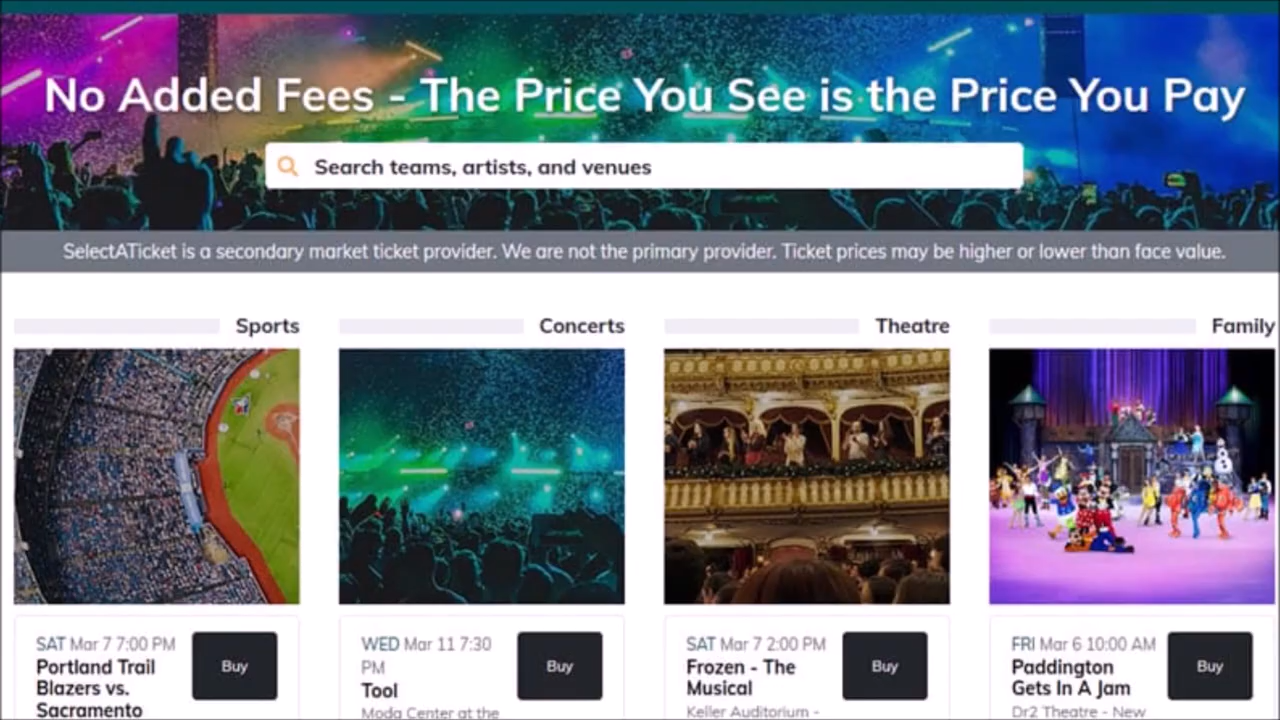 No Added Fees - The Price You See is the Price You Pay
Search teams, artists, and venues
SelectATicket is a secondary market ticket provider. We are not the primary provider. Ticket prices may be higher or lower than face value.
Sports
Concerts
Theatre
Family
SAT Mar 7 7:00 PM
Portland Trail
Blazers vs.
Sacramento
Buy
WED Mar 11 7:30
PM
Tool
Moda Center at the
Buy
SAT Mar 7 2:00 PM
Frozen - The
Musical
Keller Auditorium -
Buy
FRI Mar 6 10:00 AM
Paddington
Gets In A Jam
Dr2 Theatre - New
Buy